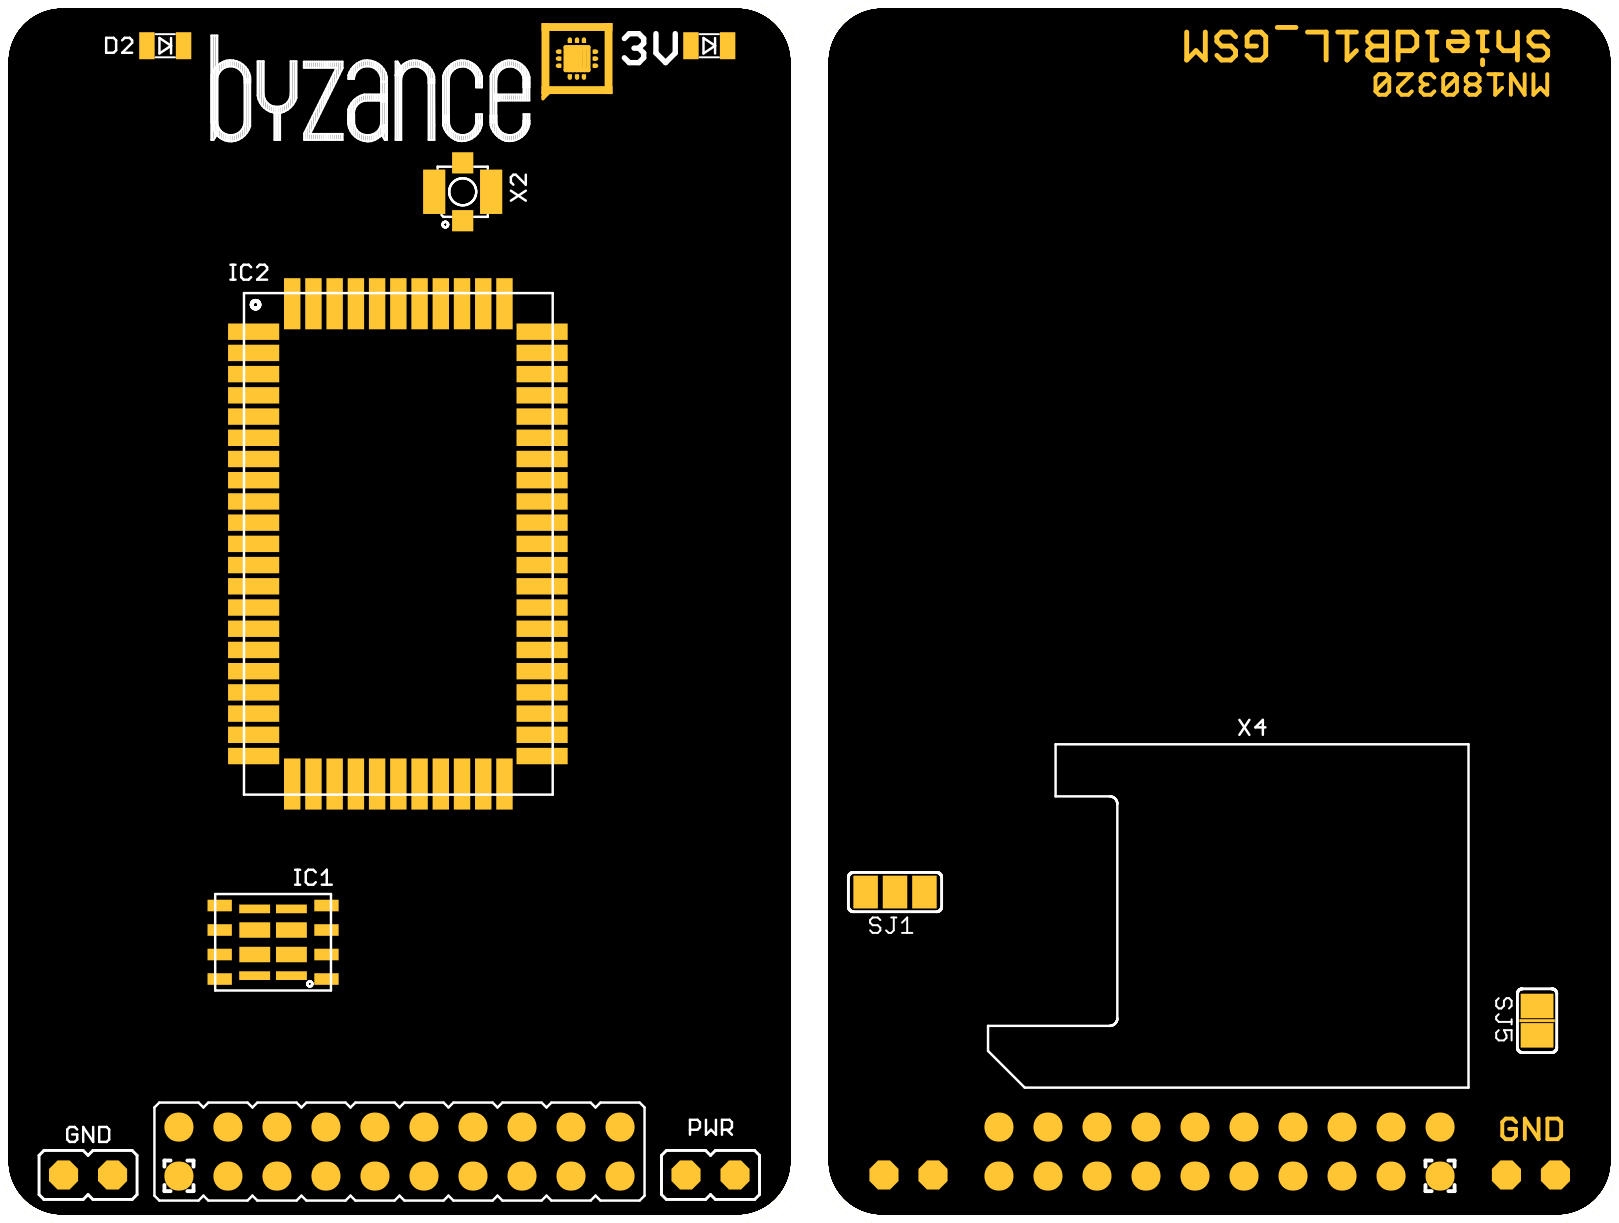 D2
byzance
3V
X2
IC2
IC1
GND
PWR
ShieldB1L_GSM
MN180320
X4
SJ1
SJ5
GND